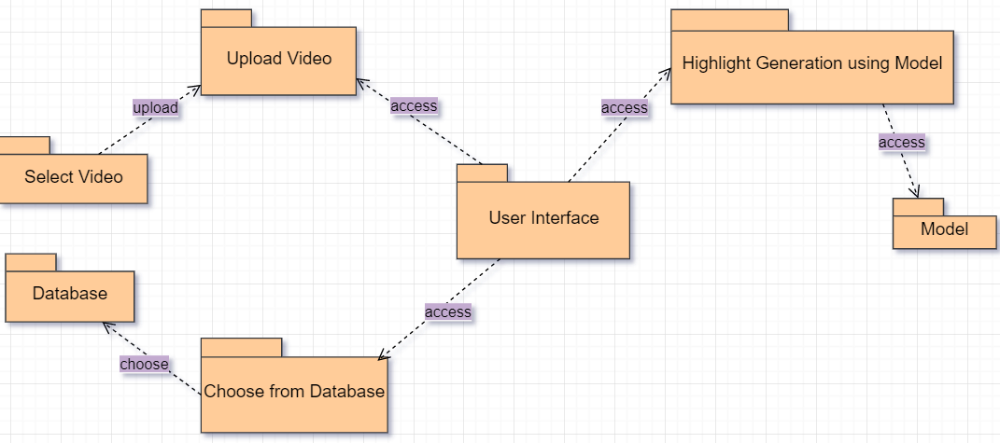 Upload Video
Highlight Generation using Model
access
upload
access
access
Select Video
User Interface
Model
Database
access
choose
Choose from Database